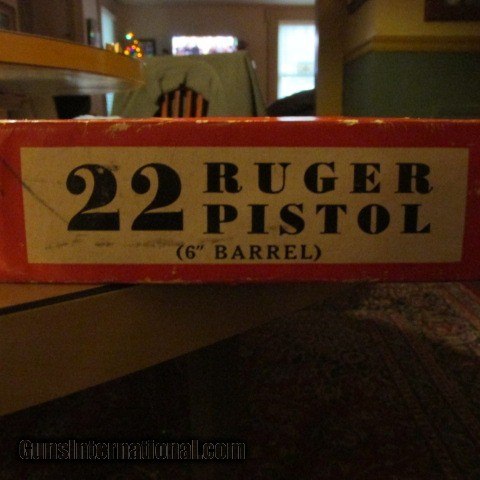 22 RUGER
PISTOL
(6" BARREL)
GunsInternational.com